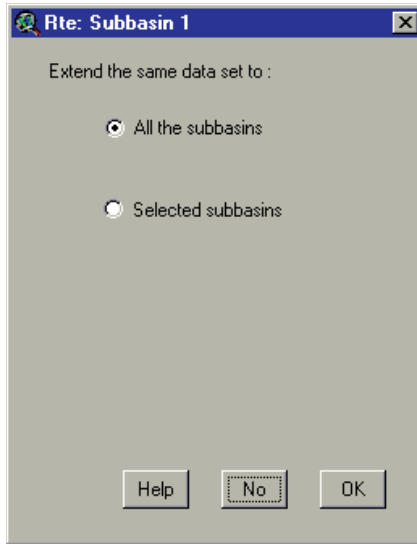 Rte: Subbasin 1
Extend the same data set to :
All the subbasins
Selected subbasins
Help No OK